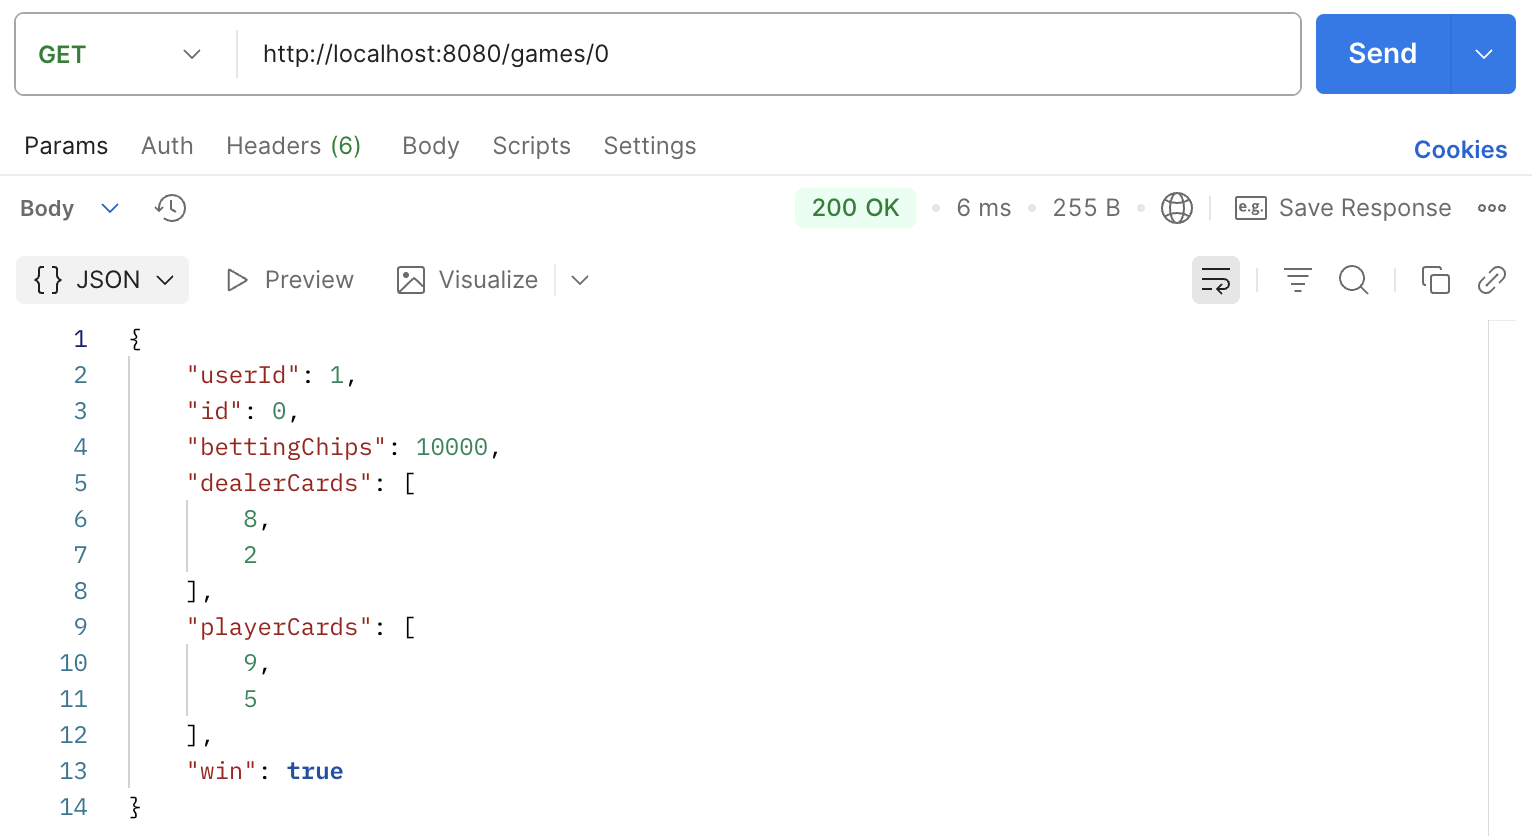 GET http://localhost:8080/games/0 Send
Params Auth Headers (6) Body Scripts Settings Cookies
Body 200 OK 6 ms 255 B e.g. Save Response
{} JSON Preview Visualize
1 {
2 "userId": 1,
3 "id": 0,
4 "bettingChips": 10000,
5 "dealerCards": [
6 8,
7 2
8 ],
9 "playerCards": [
10 9,
11 5
12 ],
13 "win": true
14 }